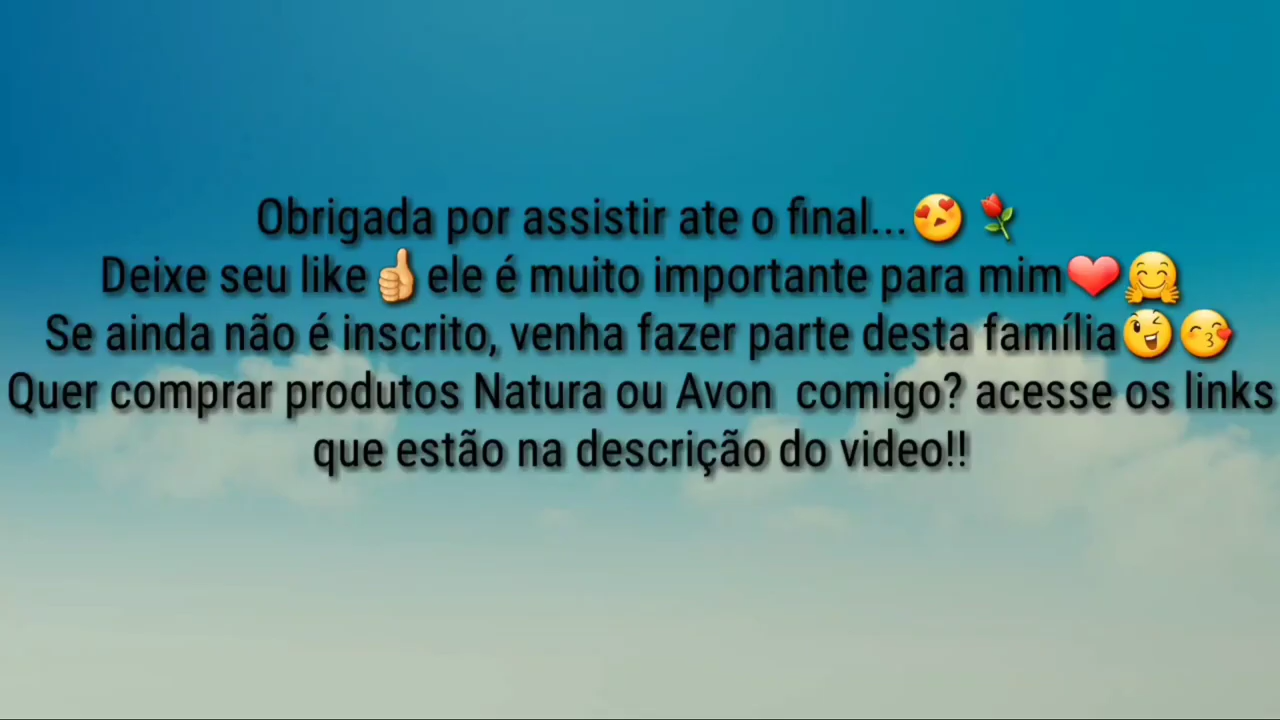 Obrigada por assistir ate o final...😍🌹
Deixe seu like👍ele é muito importante para mim❤️🤗
Se ainda não é inscrito, venha fazer parte desta família😉😙
Quer comprar produtos Natura ou Avon  comigo? acesse os links
que estão na descrição do video!!